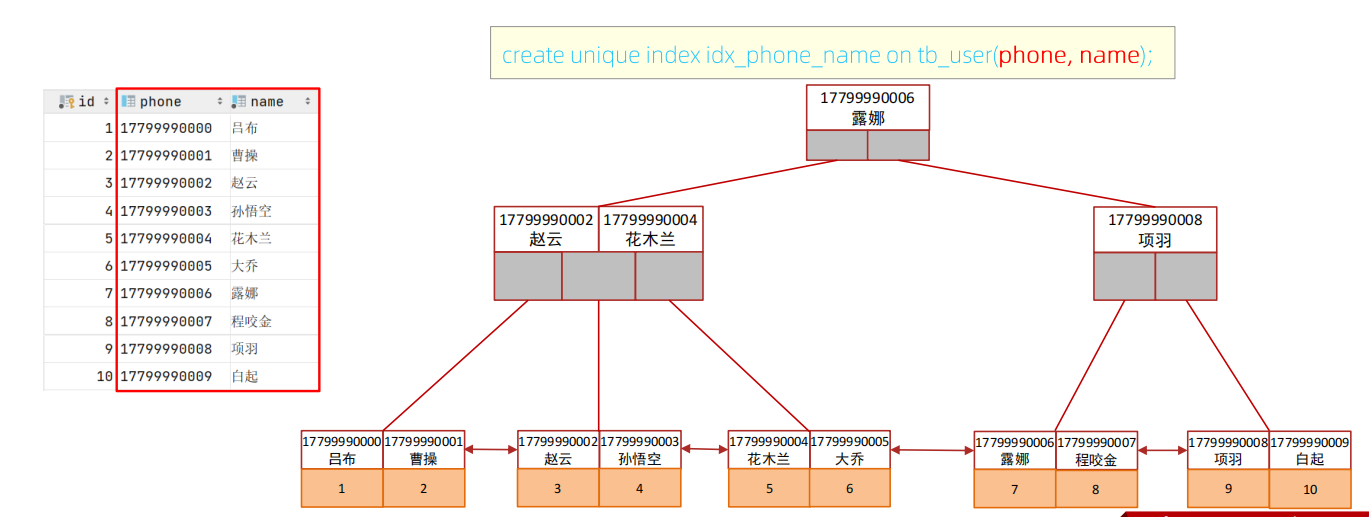 create unique index idx_phone_name on tb_user(phone, name);
id phone name
1 17799990000 吕布
2 17799990001 曹操
3 17799990002 赵云
4 17799990003 孙悟空
5 17799990004 花木兰
6 17799990005 大乔
7 17799990006 露娜
8 17799990007 程咬金
9 17799990008 项羽
10 17799990009 白起
17799990006
露娜
17799990002 17799990004
赵云 花木兰
17799990008
项羽
17799990000 17799990001
吕布 曹操
1 2
17799990002 17799990003
赵云 孙悟空
3 4
17799990004 17799990005
花木兰 大乔
5 6
17799990006 17799990007
露娜 程咬金
7 8
17799990008 17799990009
项羽 白起
9 10